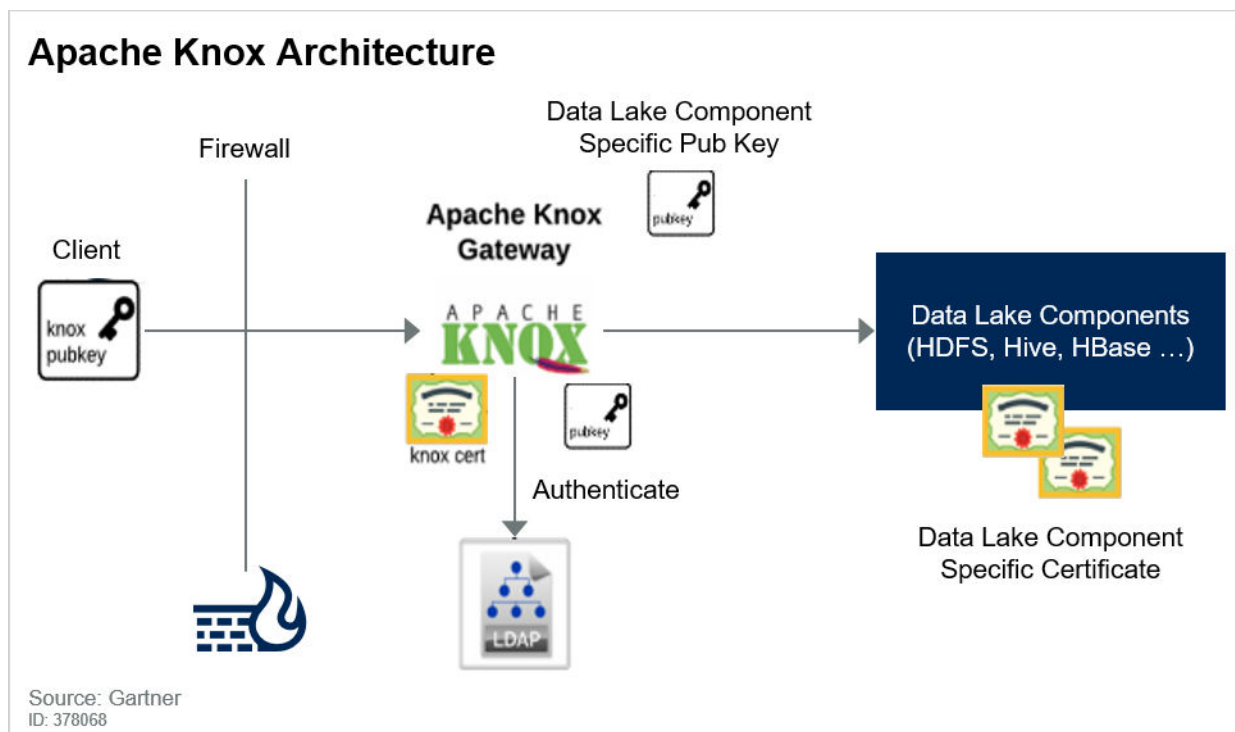 Apache Knox Architecture
Data Lake Component
Specific Pub Key
Firewall
pubkey
Apache Knox
Gateway
Client
knox
pubkey
APACHE
KNOX
Data Lake Components
(HDFS, Hive, HBase ...)
knox cert
pubkey
Authenticate
LDAP
Data Lake Component
Specific Certificate
Source: Gartner
ID: 378068